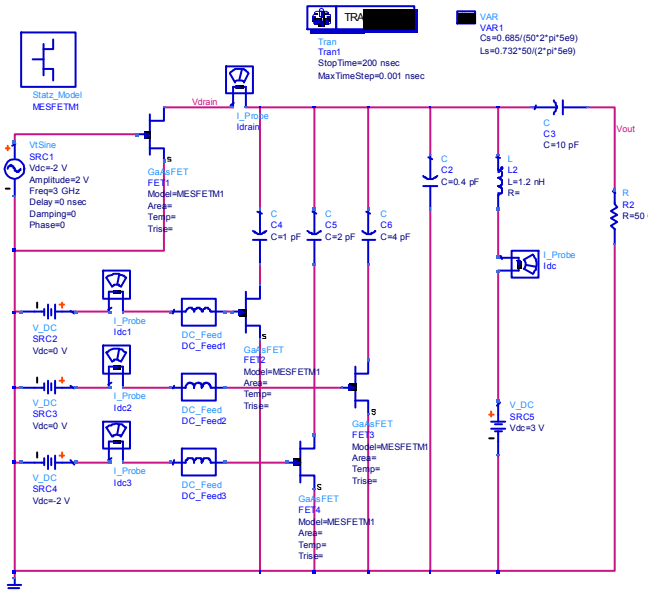 TRA
Tran
Tran1
StopTime=200 nsec
MaxTimeStep=0.001 nsec
VAR
VAR1
Cs=0.685/(50*2*pi*5e9)
Ls=0.732*50/(2*pi*5e9)
Statz_Model
MESFETM1
VtSine
SRC1
Vdc=-2 V
Amplitude=2 V
Freq=3 GHz
Delay=0 nsec
Damping=0
Phase=0
+
-
S
GaAsFET
FET1
Model=MESFETM1
Area=
Temp=
Trise=
Vdrain
I_Probe
Idrain
C
C4
C=1 pF
C
C5
C=2 pF
C
C6
C=4 pF
C
C2
C=0.4 pF
L
L2
L=1.2 nH
R=
C
C3
C=10 pF
Vout
R
R2
R=50
I_Probe
Idc
+
-
V_DC
SRC5
Vdc=3 V
- +
V_DC
SRC2
Vdc=0 V
I_Probe
Idc1
DC_Feed
DC_Feed1
S
GaAsFET
FET2
Model=MESFETM1
Area=
Temp=
Trise=
- +
V_DC
SRC3
Vdc=0 V
I_Probe
Idc2
DC_Feed
DC_Feed2
S
GaAsFET
FET3
Model=MESFETM1
Area=
Temp=
Trise=
- +
V_DC
SRC4
Vdc=-2 V
I_Probe
Idc3
DC_Feed
DC_Feed3
S
GaAsFET
FET4
Model=MESFETM1
Area=
Temp=
Trise=